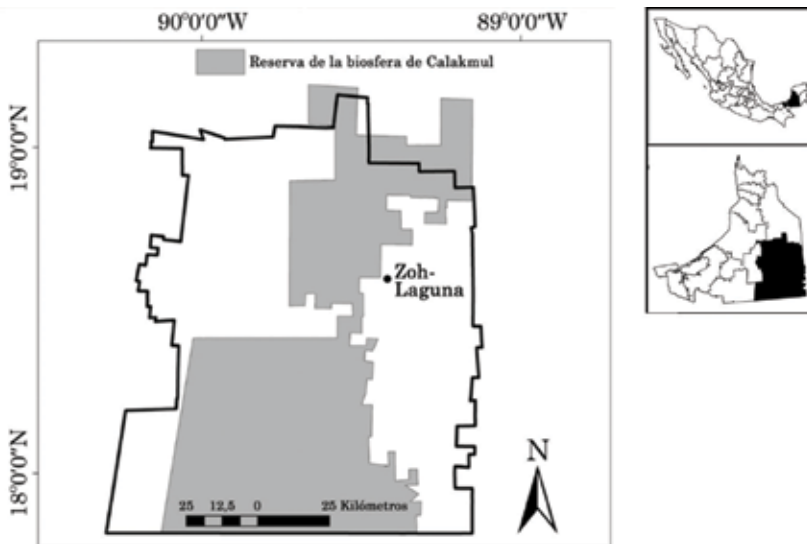 90°0'0"W
89°0'0"W
Reserva de la biosfera de Calakmul
19°0'0"N
Zoh-
Laguna
18°0'0"N
N
25 12,5 0 25 Kilómetros